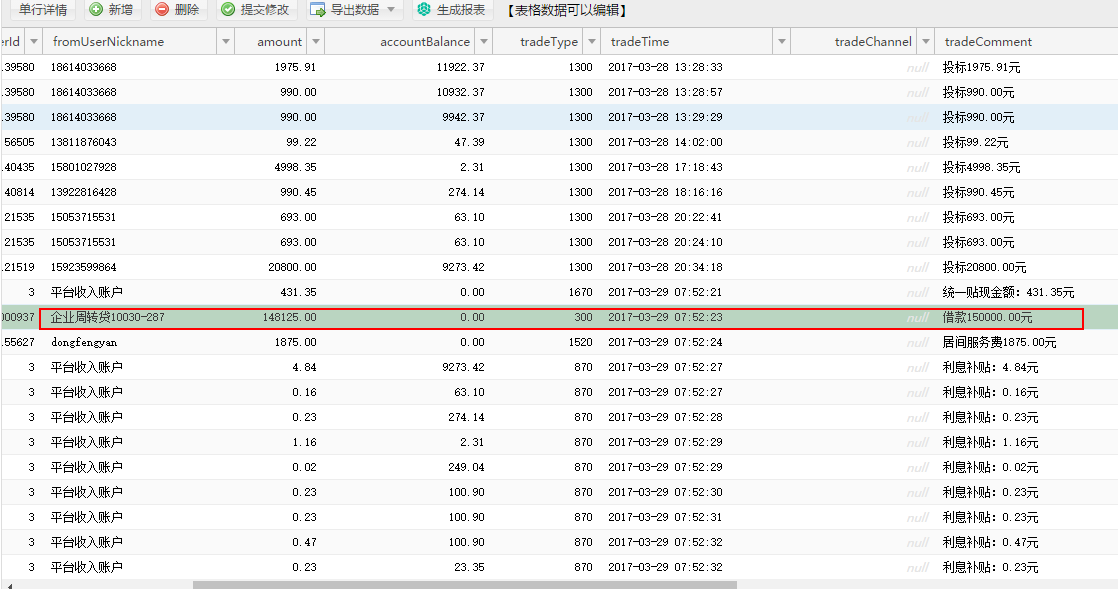 单行详情 新增 删除 提交修改 导出数据 生成报表 【表格数据可以编辑】
erId fromUserNickname amount accountBalance tradeType tradeTime tradeChannel tradeComment
.39580 18614033668 1975.91 11922.37 1300 2017-03-28 13:28:33 null 投标1975.91元
.39580 18614033668 990.00 10932.37 1300 2017-03-28 13:28:57 null 投标990.00元
.39580 18614033668 990.00 9942.37 1300 2017-03-28 13:29:29 null 投标990.00元
56505 13811876043 99.22 47.39 1300 2017-03-28 14:02:00 null 投标99.22元
.40435 15801027928 4998.35 2.31 1300 2017-03-28 17:18:43 null 投标4998.35元
40814 13922816428 990.45 274.14 1300 2017-03-28 18:16:16 null 投标990.45元
21535 15053715531 693.00 63.10 1300 2017-03-28 20:22:41 null 投标693.00元
21535 15053715531 693.00 63.10 1300 2017-03-28 20:24:10 null 投标693.00元
.21519 15923599864 20800.00 9273.42 1300 2017-03-28 20:34:18 null 投标20800.00元
3 平台收入账户 431.35 0.00 1670 2017-03-29 07:52:21 null 统一贴现金额：431.35元
000937 企业周转贷10030-287 148125.00 0.00 300 2017-03-29 07:52:23 null 借款150000.00元
.55627 dongfengyan 1875.00 0.00 1520 2017-03-29 07:52:24 null 居间服务费1875.00元
3 平台收入账户 4.84 9273.42 870 2017-03-29 07:52:27 null 利息补贴：4.84元
3 平台收入账户 0.16 63.10 870 2017-03-29 07:52:27 null 利息补贴：0.16元
3 平台收入账户 0.23 274.14 870 2017-03-29 07:52:28 null 利息补贴：0.23元
3 平台收入账户 1.16 2.31 870 2017-03-29 07:52:29 null 利息补贴：1.16元
3 平台收入账户 0.02 249.04 870 2017-03-29 07:52:29 null 利息补贴：0.02元
3 平台收入账户 0.23 100.90 870 2017-03-29 07:52:30 null 利息补贴：0.23元
3 平台收入账户 0.23 100.90 870 2017-03-29 07:52:31 null 利息补贴：0.23元
3 平台收入账户 0.47 100.90 870 2017-03-29 07:52:32 null 利息补贴：0.47元
3 平台收入账户 0.23 23.35 870 2017-03-29 07:52:32 null 利息补贴：0.23元